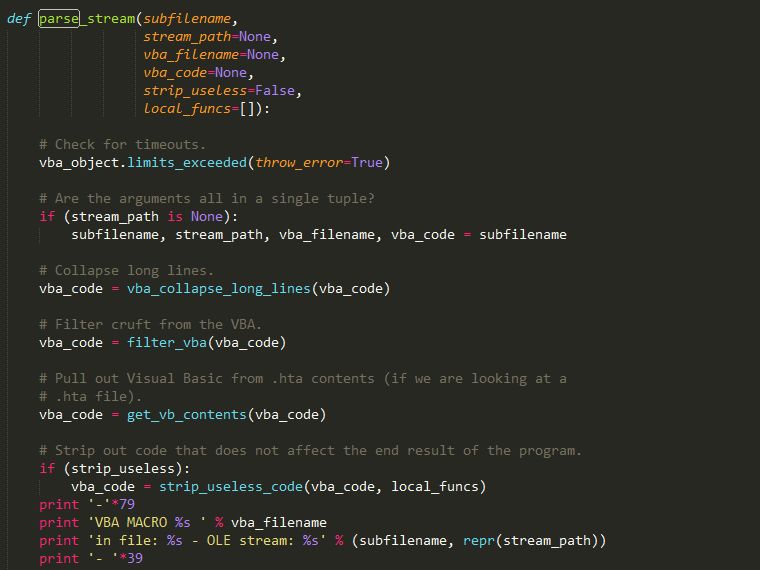 def parse_stream(subfilename,
                 stream_path=None,
                 vba_filename=None,
                 vba_code=None,
                 strip_useless=False,
                 local_funcs=[]):
    # Check for timeouts.
    vba_object.limits_exceeded(throw_error=True)
    # Are the arguments all in a single tuple?
    if (stream_path is None):
        subfilename, stream_path, vba_filename, vba_code = subfilename
    # Collapse long lines.
    vba_code = vba_collapse_long_lines(vba_code)
    # Filter cruft from the VBA.
    vba_code = filter_vba(vba_code)
    # Pull out Visual Basic from .hta contents (if we are looking at a
    # .hta file).
    vba_code = get_vb_contents(vba_code)
    # Strip out code that does not affect the end result of the program.
    if (strip_useless):
        vba_code = strip_useless_code(vba_code, local_funcs)
    print '-'*79
    print 'VBA MACRO %s ' % vba_filename
    print 'in file: %s - OLE stream: %s' % (subfilename, repr(stream_path))
    print '- '*39